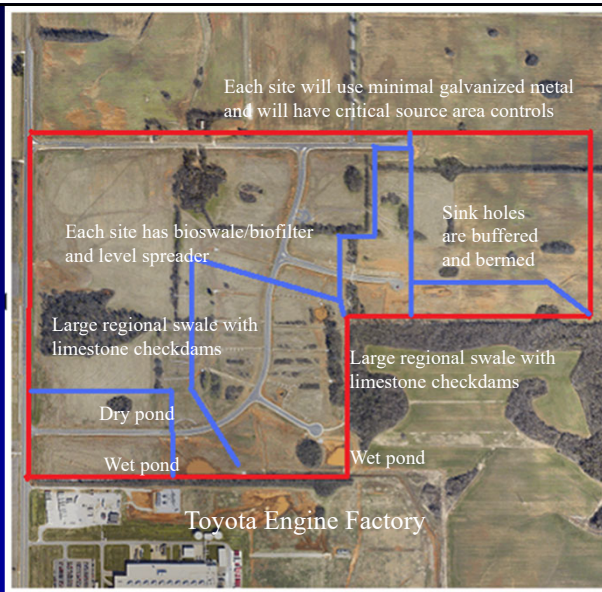 Each site will use minimal galvanized metal
and will have critical source area controls
Each site has bioswale/biofilter
and level spreader
Sink holes
are buffered
and bermed
Large regional swale with
limestone checkdams
Large regional swale with
limestone checkdams
Dry pond
Wet pond
Wet pond
Toyota Engine Factory